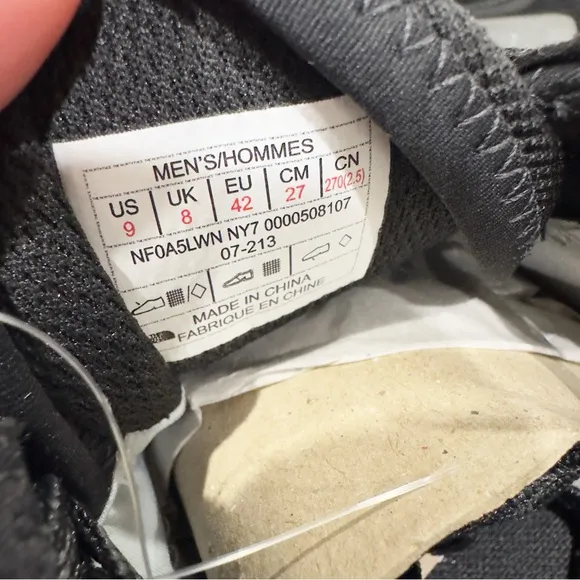 MEN'S/HOMMES
US UK EU CM CN
9 8 42 27 270(2.5)
NF0A5LWN NY7 0000508107
07-213
MADE IN CHINA
FABRIQUE EN CHINE